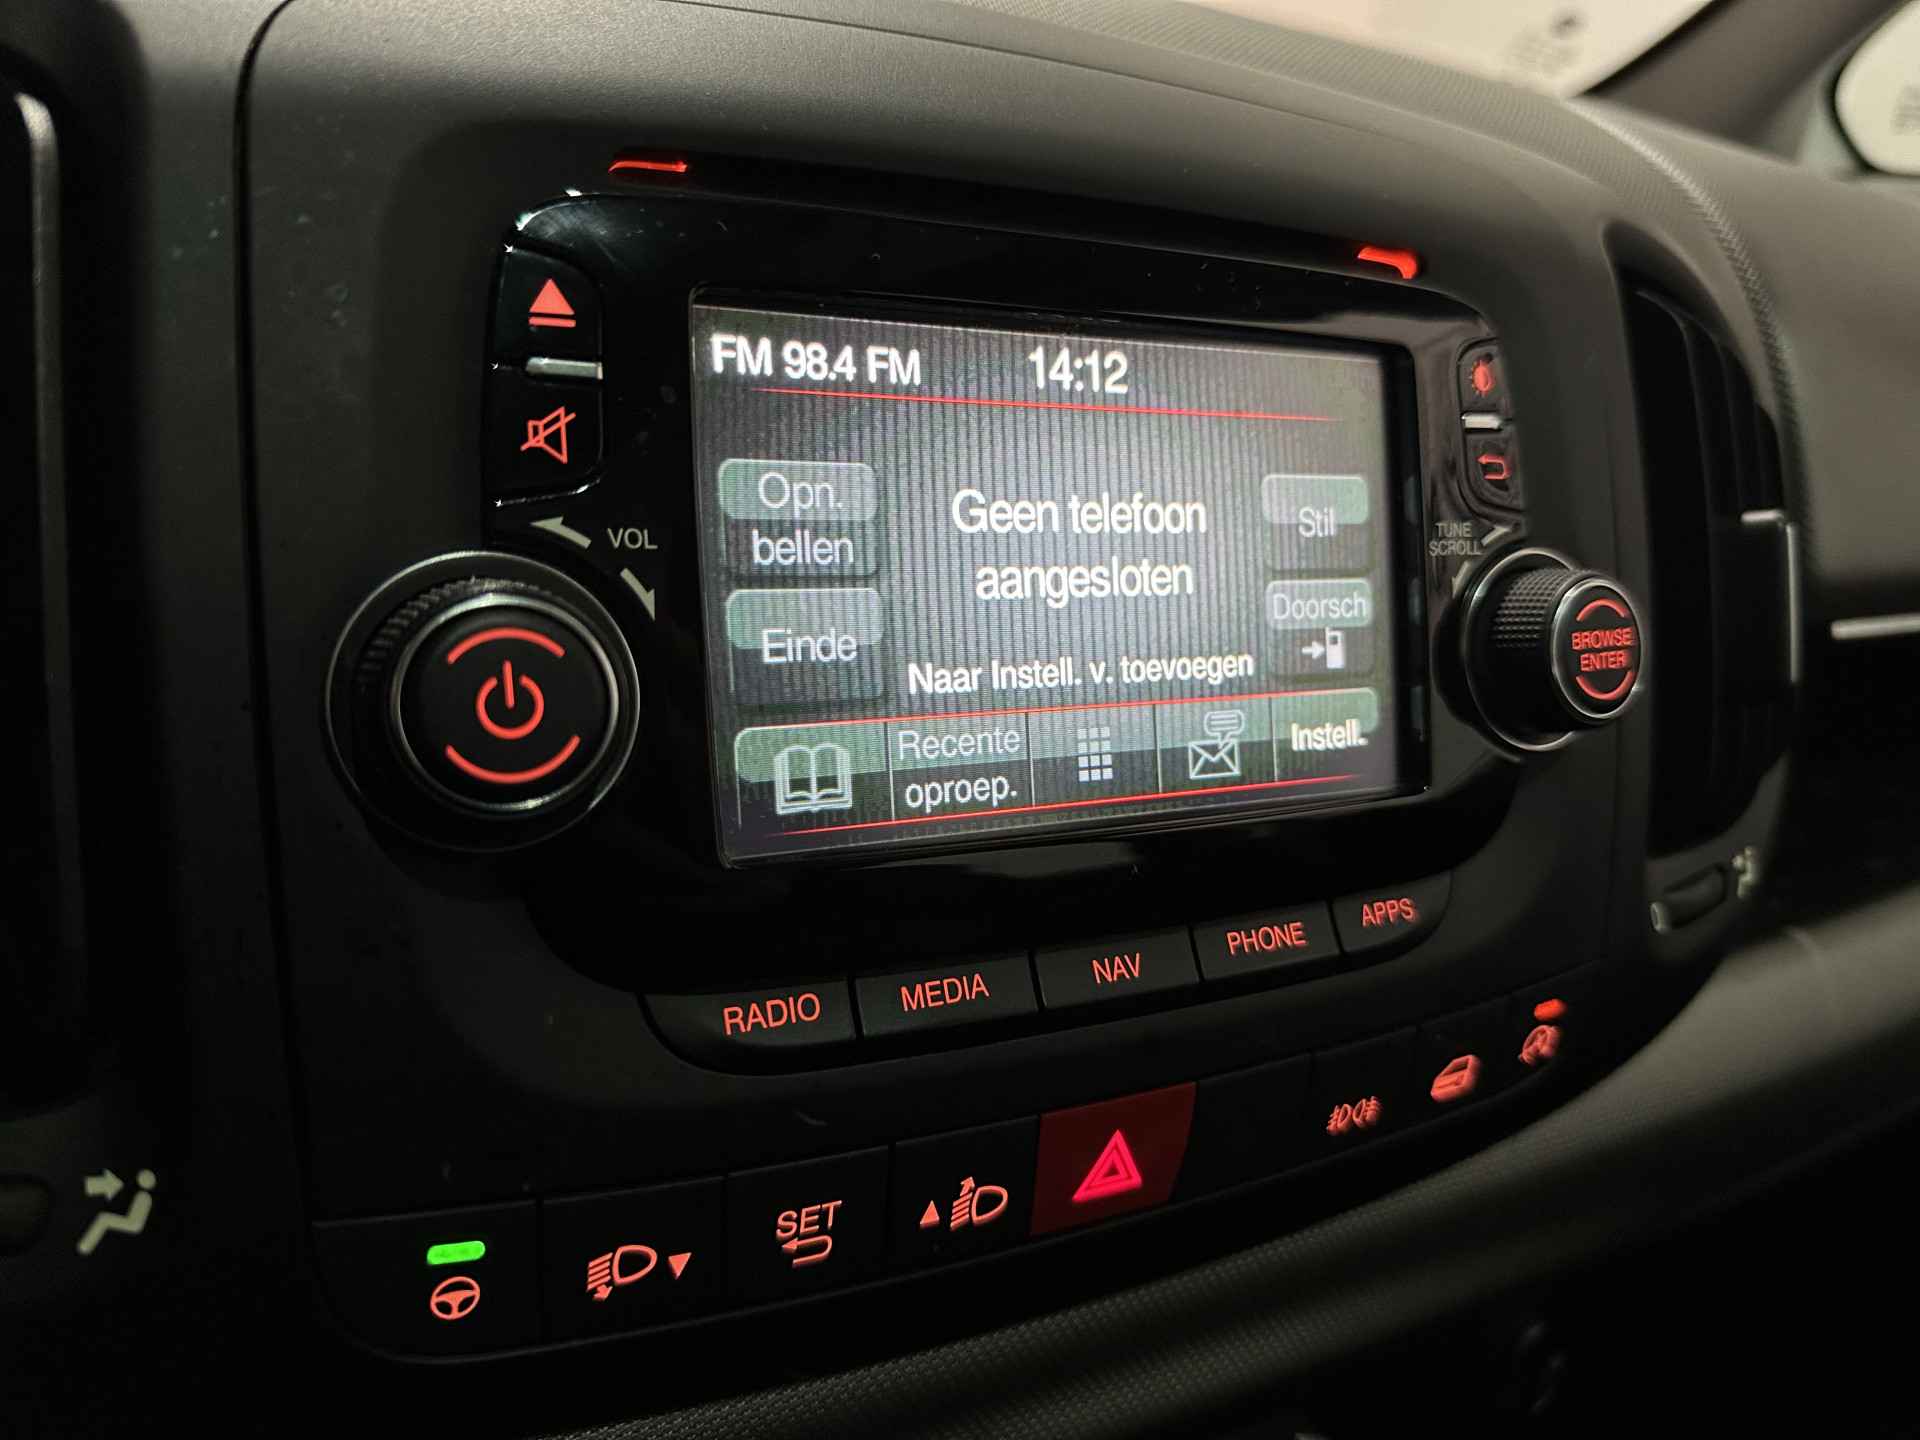 FM 98.4 FM 14:12
Opn.
bellen
Geen telefoon
aangesloten
Stil
Doorsch
Einde
Naar Instell. v. toevoegen
Recente
oproep.
Instell.
VOL
TUNE
SCROLL
BROWSE
ENTER
RADIO MEDIA NAV PHONE APPS
SET